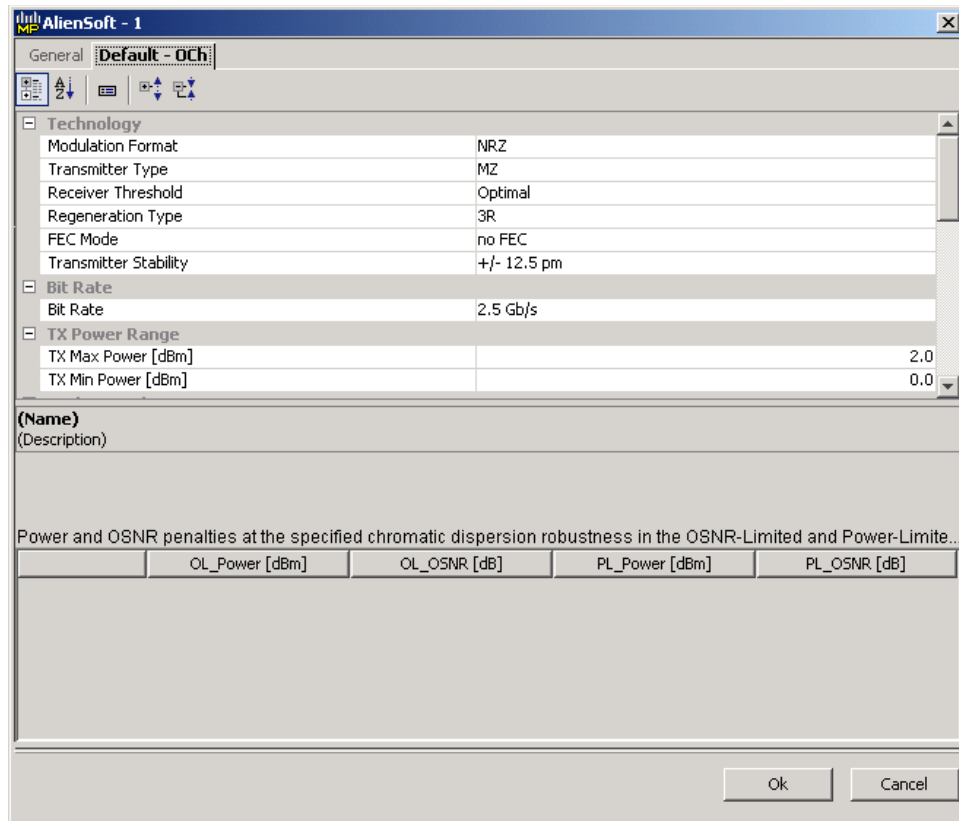 MP AlienSoft - 1
General Default - OCh
A Z
Technology
Modulation Format NRZ
Transmitter Type MZ
Receiver Threshold Optimal
Regeneration Type 3R
FEC Mode no FEC
Transmitter Stability +/- 12.5 pm
Bit Rate
Bit Rate 2.5 Gb/s
TX Power Range
TX Max Power [dBm] 2.0
TX Min Power [dBm] 0.0
(Name)
(Description)
Power and OSNR penalties at the specified chromatic dispersion robustness in the OSNR-Limited and Power-Limite...
OL_Power [dBm] OL_OSNR [dB] PL_Power [dBm] PL_OSNR [dB]
Ok Cancel